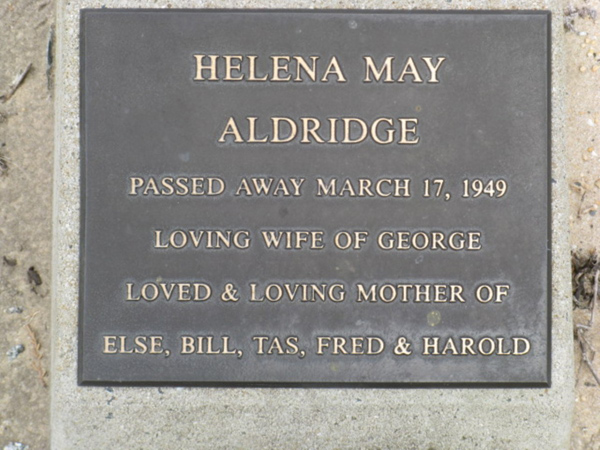 HELENA MAY
ALDRIDGE
PASSED AWAY MARCH 17, 1949
LOVING WIFE OF GEORGE
LOVED & LOVING MOTHER OF
ELSE, BILL, TAS, FRED & HAROLD